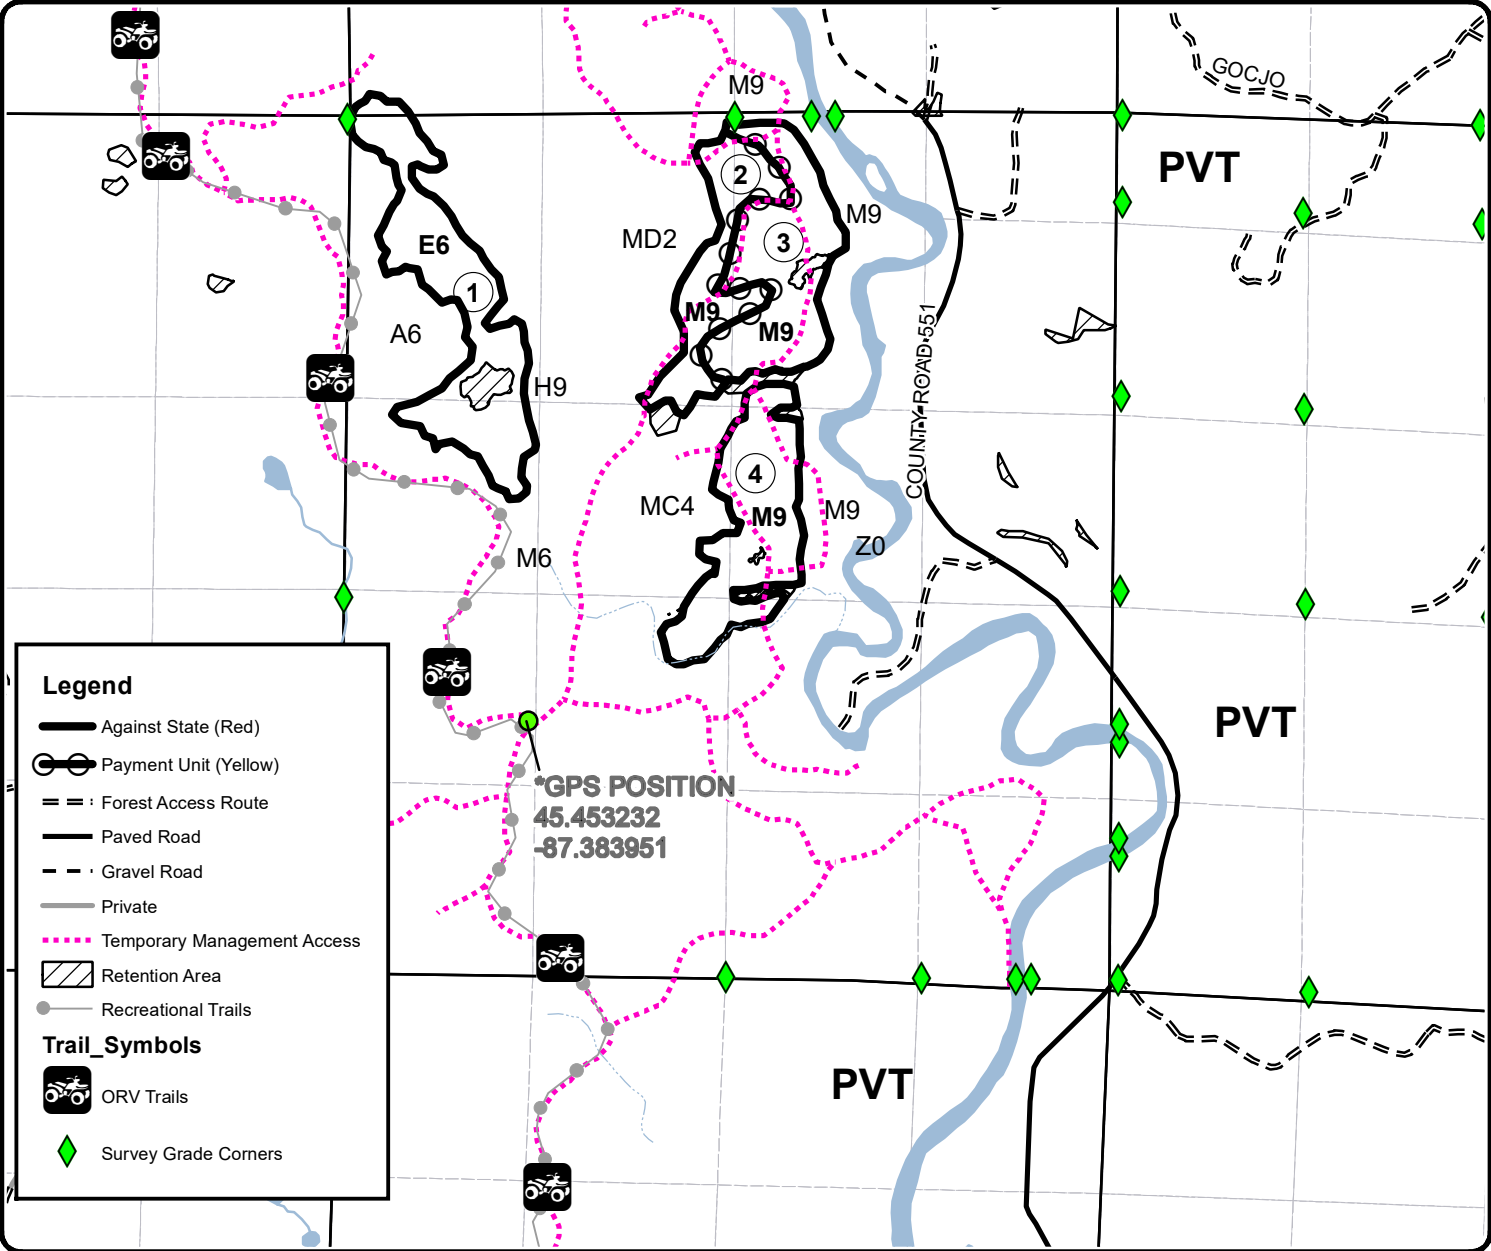 GOCJO
M9
PVT
2
M9
MD2
E6
3
1
M9
M9
A6
COUNTY ROAD 551
H9
4
MC4
M9
M9
Z0
M6
PVT
*GPS POSITION
45.453232
-87.383951
PVT
Legend
Against State (Red)
Payment Unit (Yellow)
Forest Access Route
Paved Road
Gravel Road
Private
Temporary Management Access
Retention Area
Recreational Trails
Trail_Symbols
ORV Trails
Survey Grade Corners